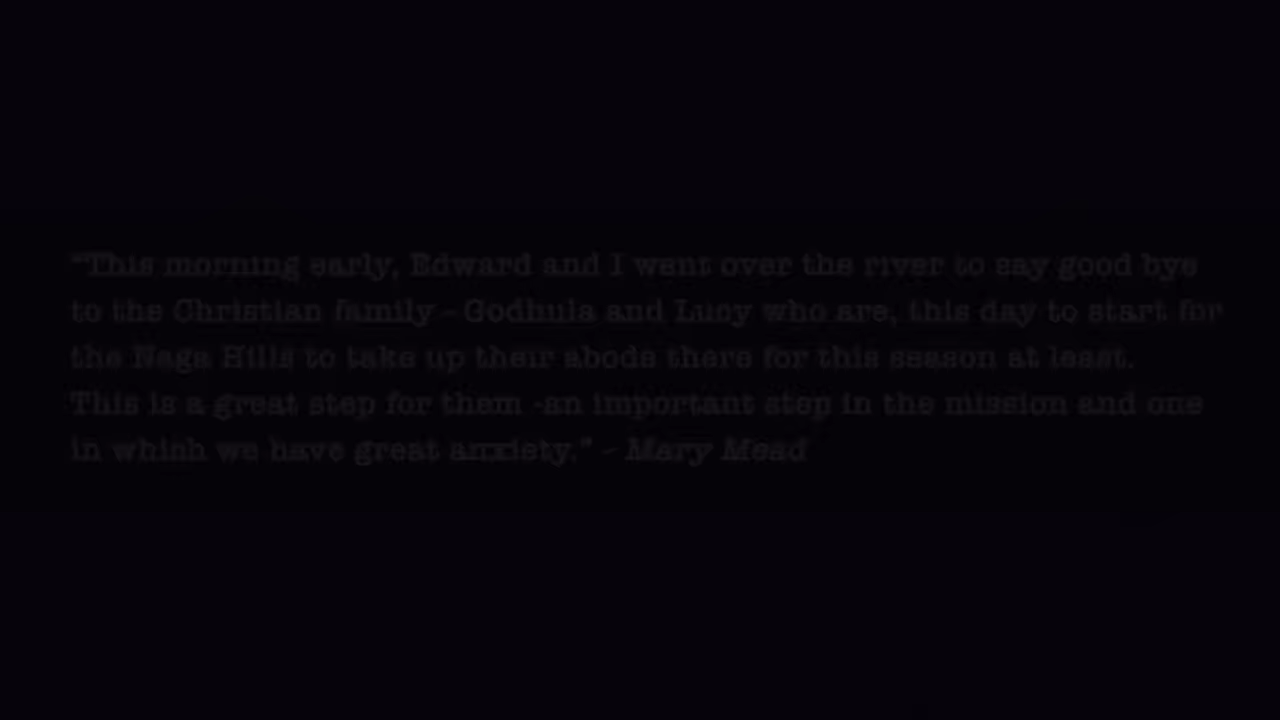 "This morning early, Edward and I went over the river to say good bye
to the Christian family - Godhula and Lucy who are, this day to start for
the Naga Hills to take up their abode there for this season at least.
This is a great step for them -an important step in the mission and one
in which we have great anxiety." - Mary Mead